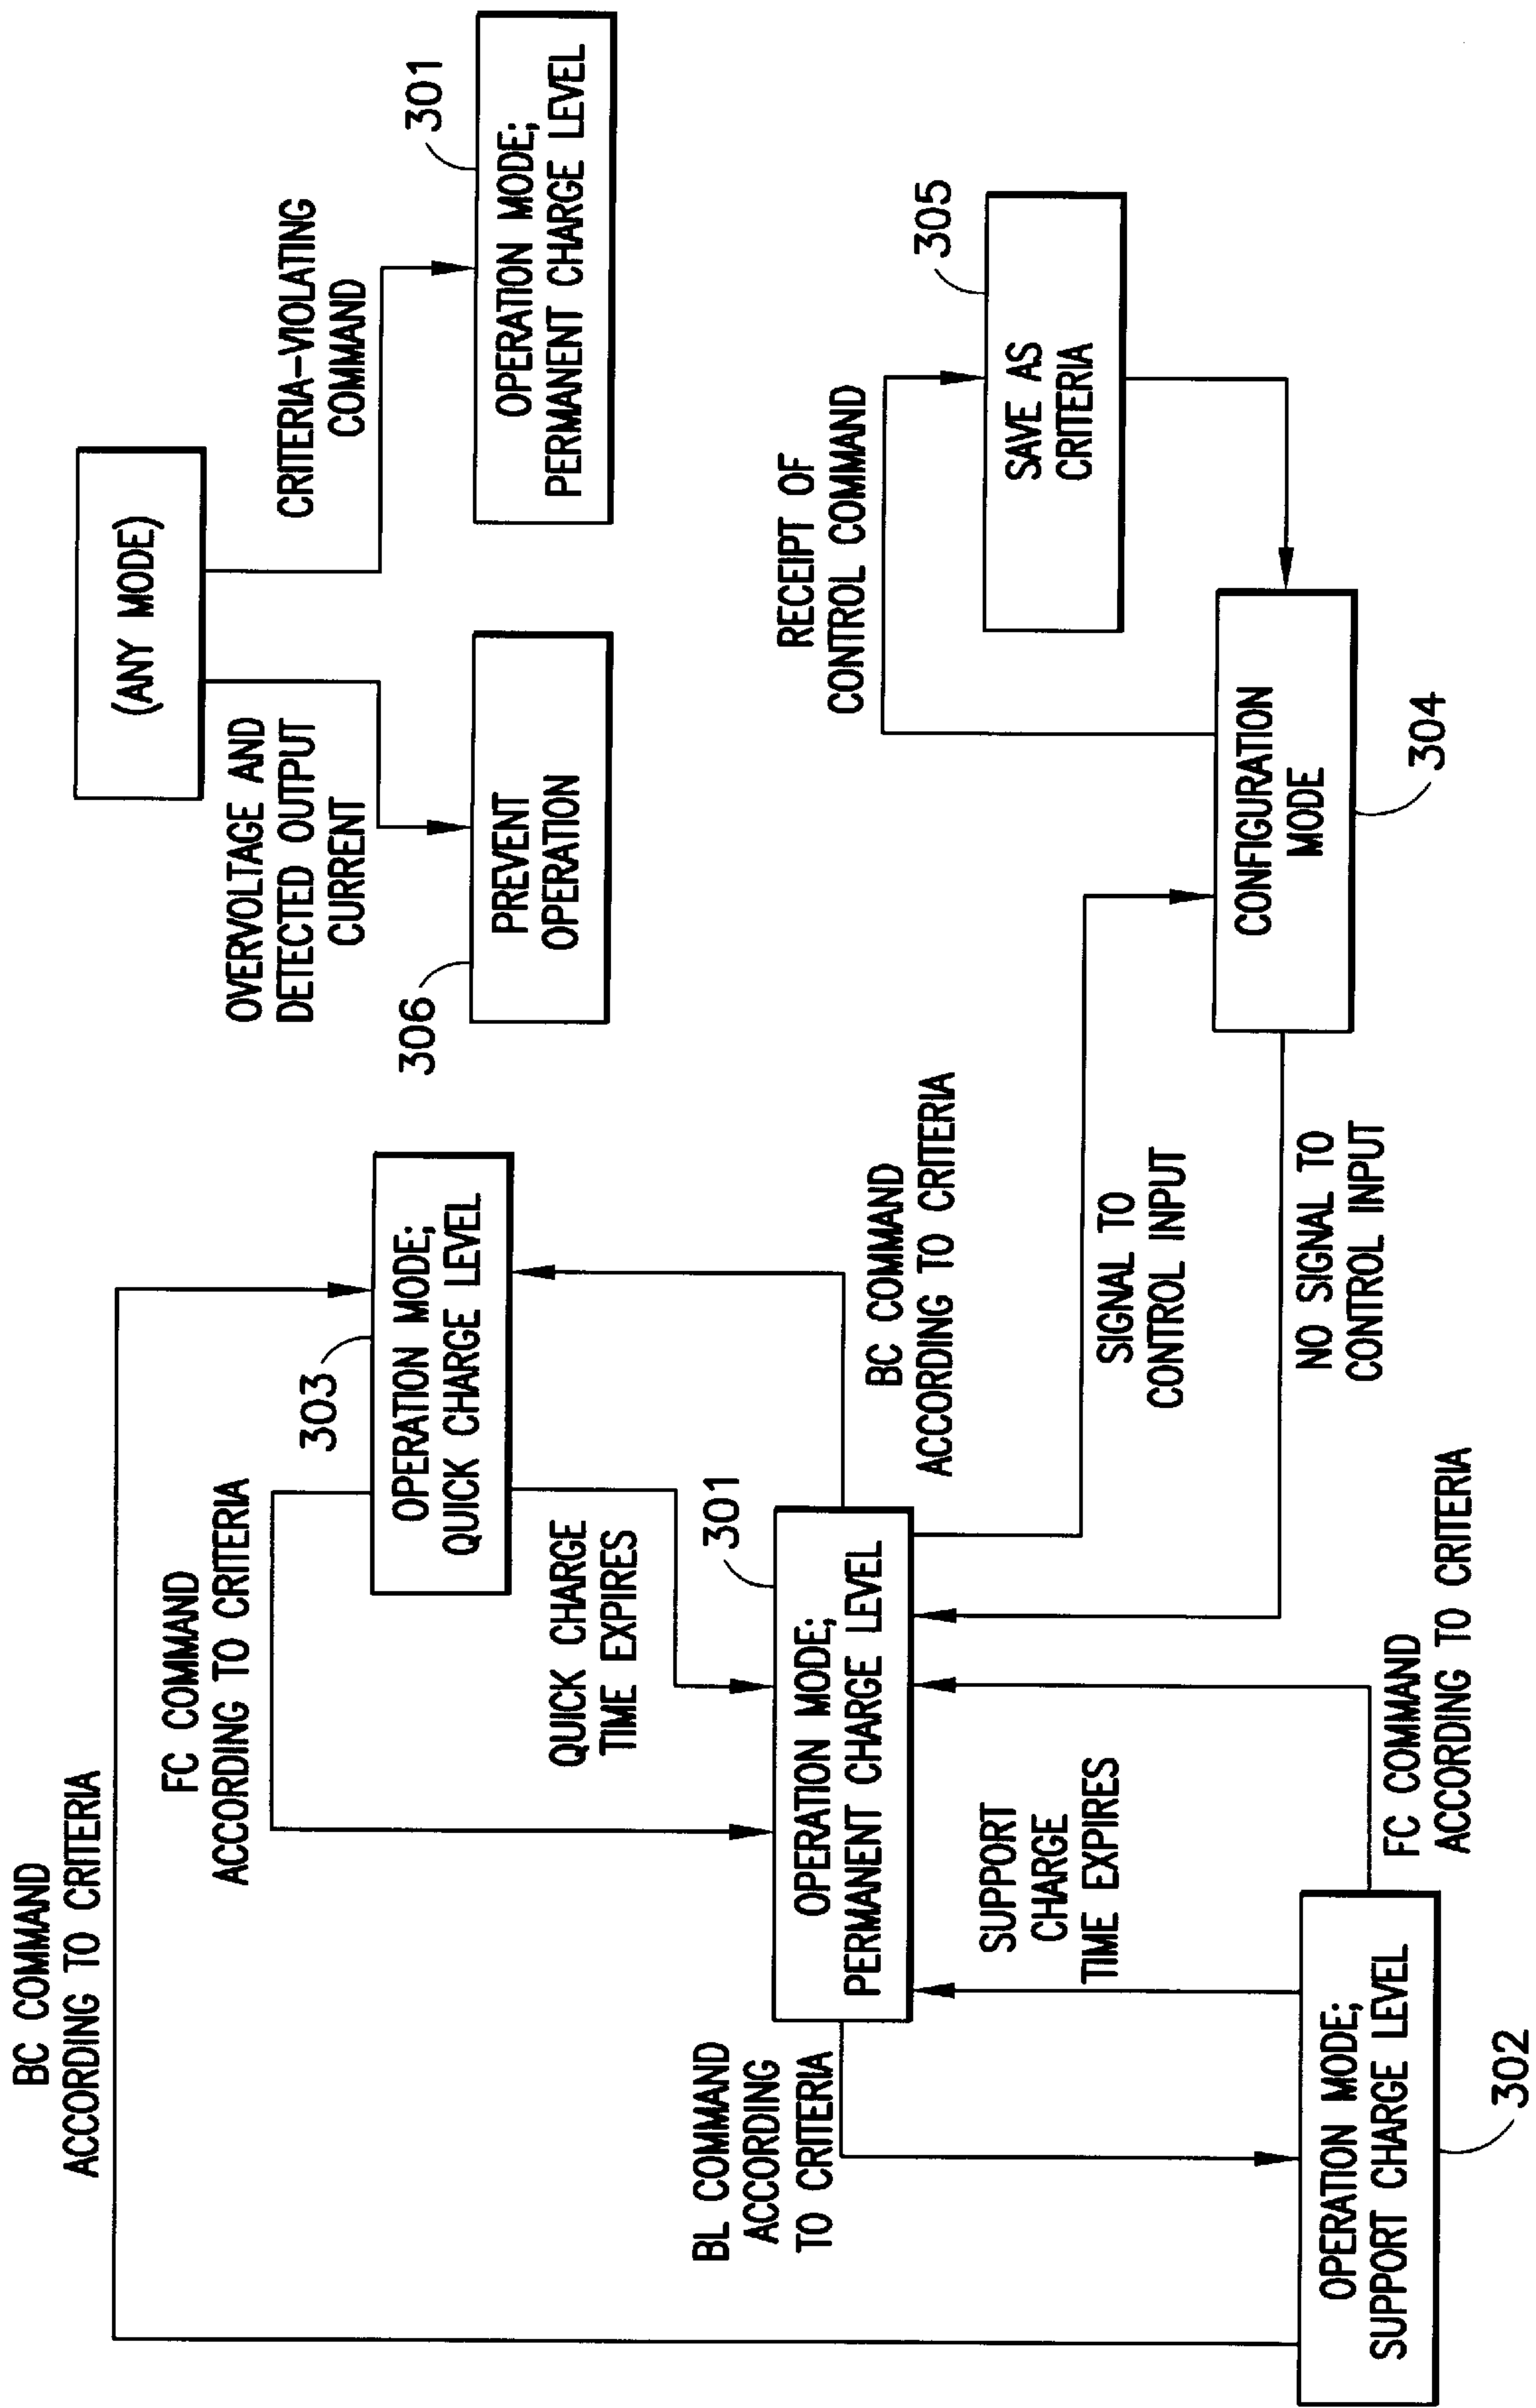 BC COMMAND
ACCORDING TO CRITERIA
FC COMMAND
ACCORDING TO CRITERIA
303
OPERATION MODE;
QUICK CHARGE LEVEL
QUICK CHARGE
TIME EXPIRES
301
OPERATION MODE;
PERMANENT CHARGE LEVEL
BC COMMAND
ACCORDING TO CRITERIA
BL COMMAND
ACCORDING
TO CRITERIA
SUPPORT
CHARGE
TIME EXPIRES
SIGNAL TO
CONTROL INPUT
NO SIGNAL TO
CONTROL INPUT
FC COMMAND
ACCORDING TO CRITERIA
OPERATION MODE;
SUPPORT CHARGE LEVEL
302
(ANY MODE)
OVERVOLTAGE AND
DETECTED OUTPUT
CURRENT
CRITERIA-VIOLATING
COMMAND
306
PREVENT
OPERATION
301
OPERATION MODE;
PERMANENT CHARGE LEVEL
RECEIPT OF
CONTROL COMMAND
305
SAVE AS
CRITERIA
CONFIGURATION
MODE
304